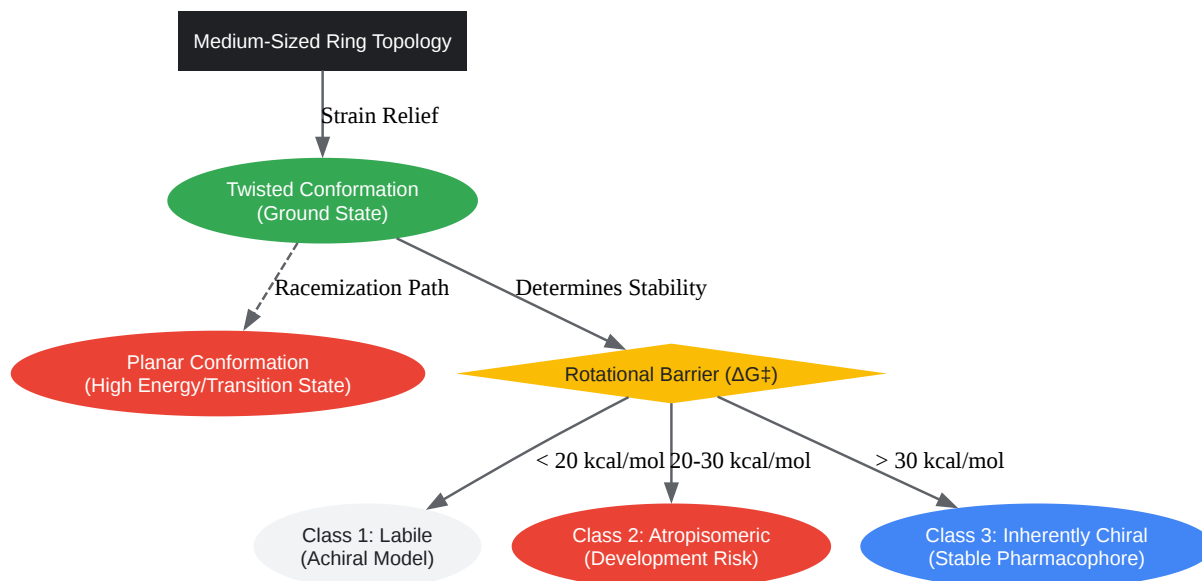 Medium-Sized Ring Topology
Strain Relief
Twisted Conformation
(Ground State)
Racemization Path
Determines Stability
Planar Conformation
(High Energy/Transition State)
Rotational Barrier (ΔG‡)
< 20 kcal/mol
20-30 kcal/mol
> 30 kcal/mol
Class 1: Labile
(Achiral Model)
Class 2: Atropisomeric
(Development Risk)
Class 3: Inherently Chiral
(Stable Pharmacophore)